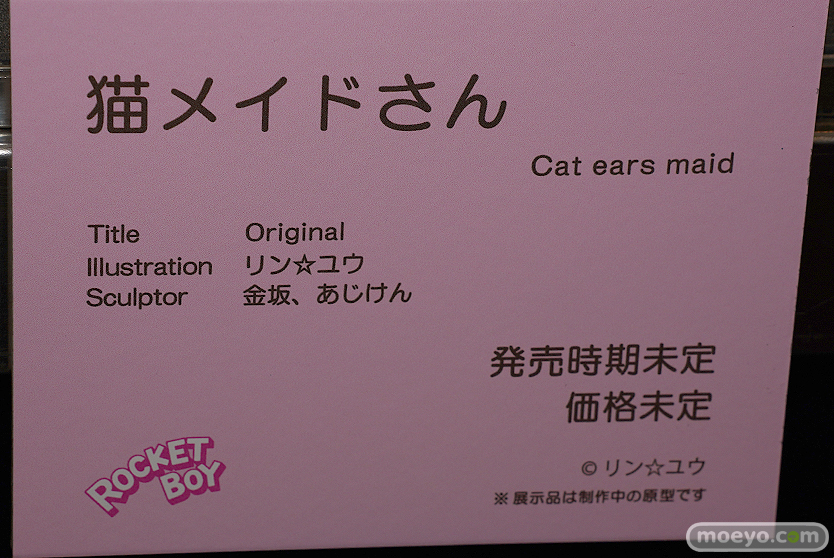 猫メイドさん
Cat ears maid
Title Original
Illustration リン☆ユウ
Sculptor 金坂、あじけん
発売時期未定
価格未定
© リン☆ユウ
※展示品は制作中の原型です
ROCKET
BOY
moeyo.com